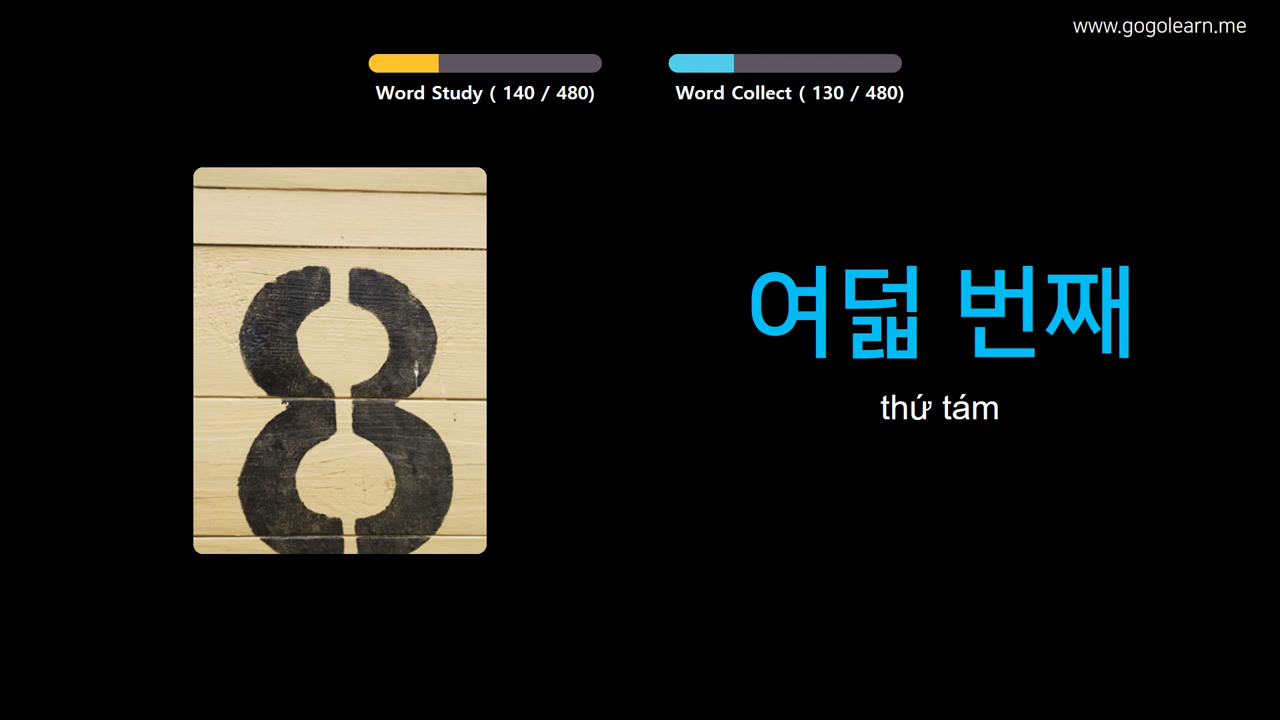 www.gogolearn.me
Word Study ( 140 / 480)
Word Collect ( 130 / 480)
8
여덟 번째
thứ tám